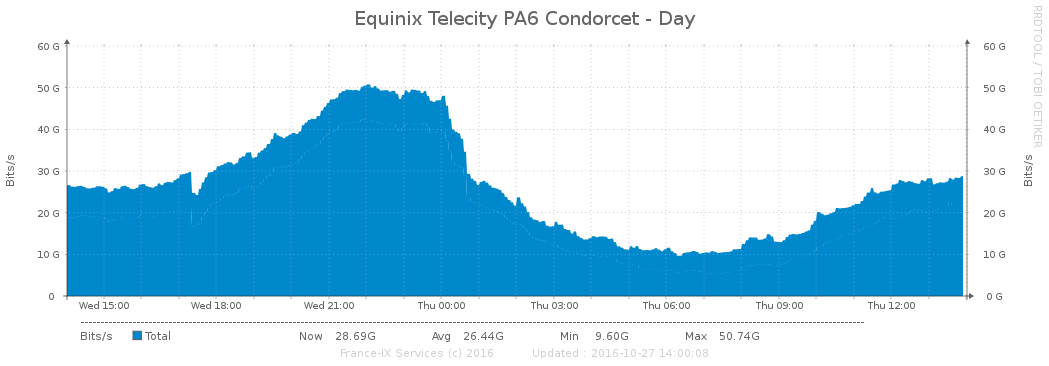 Equinix Telecity PA6 Condorcet - Day
RRDTOOL / TOBI OETIKER
Bits/s
60 G 60 G
50 G 50 G
40 G 40 G
30 G 30 G
20 G 20 G
10 G 10 G
0 0 G
Bits/s
Wed 15:00 Wed 18:00 Wed 21:00 Thu 00:00 Thu 03:00 Thu 06:00 Thu 09:00 Thu 12:00
Bits/s Total Now 28.69G Avg 26.44G Min 9.60G Max 50.74G
France-IX Services (c) 2016 Updated : 2016-10-27 14:00:08